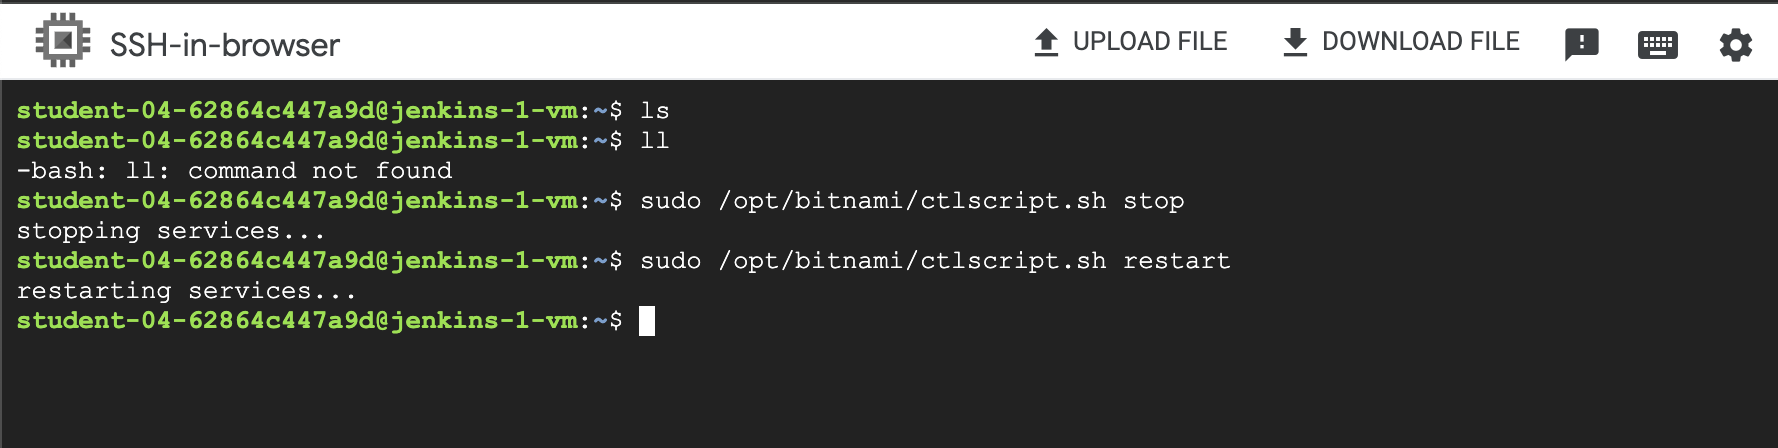 SSH-in-browser UPLOAD FILE DOWNLOAD FILE
student-04-62864c447a9d@jenkins-1-vm:~$ ls
student-04-62864c447a9d@jenkins-1-vm:~$ ll
-bash: ll: command not found
student-04-62864c447a9d@jenkins-1-vm:~$ sudo /opt/bitnami/ctlscript.sh stop
stopping services...
student-04-62864c447a9d@jenkins-1-vm:~$ sudo /opt/bitnami/ctlscript.sh restart
restarting services...
student-04-62864c447a9d@jenkins-1-vm:~$